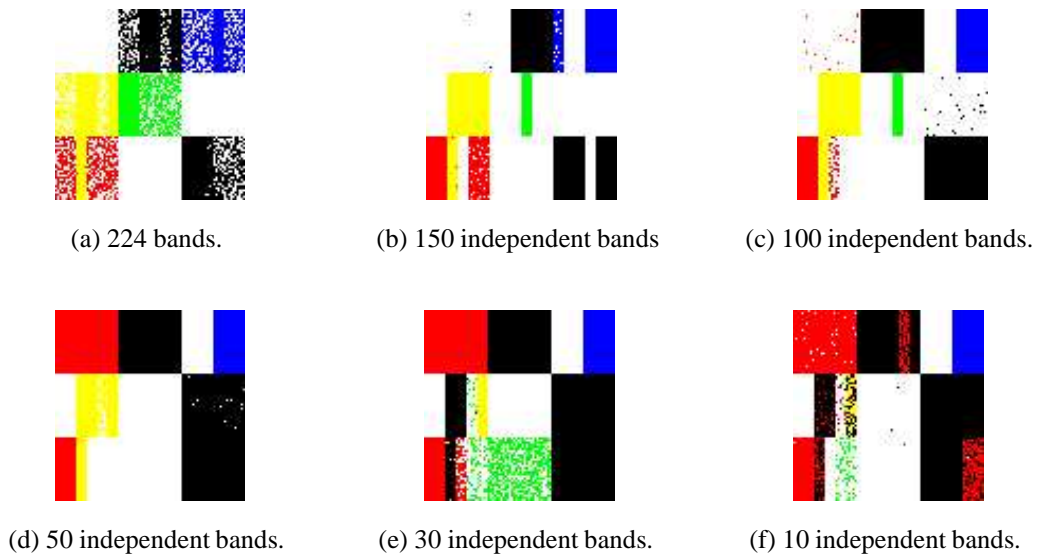 (a) 224 bands.
(b) 150 independent bands
(c) 100 independent bands.
(d) 50 independent bands.
(e) 30 independent bands.
(f) 10 independent bands.